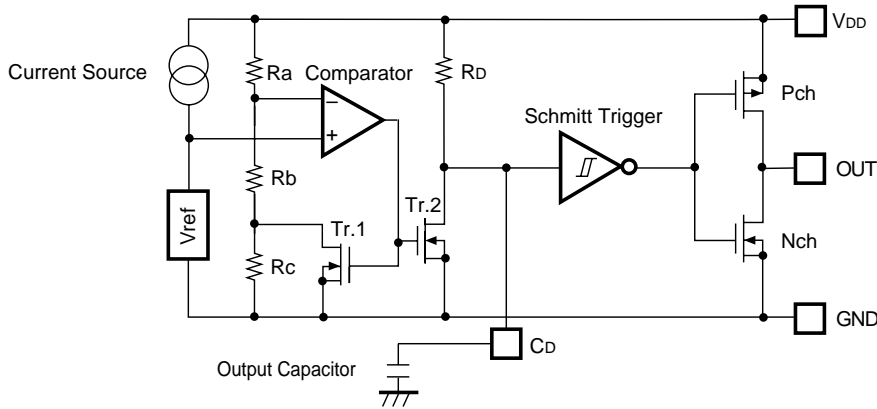 VDD
Current Source
Ra
Comparator
RD
Pch
Schmitt Trigger
−
+
OUT
Rb
Vref
Tr.1
Tr.2
Nch
Rc
GND
CD
Output Capacitor